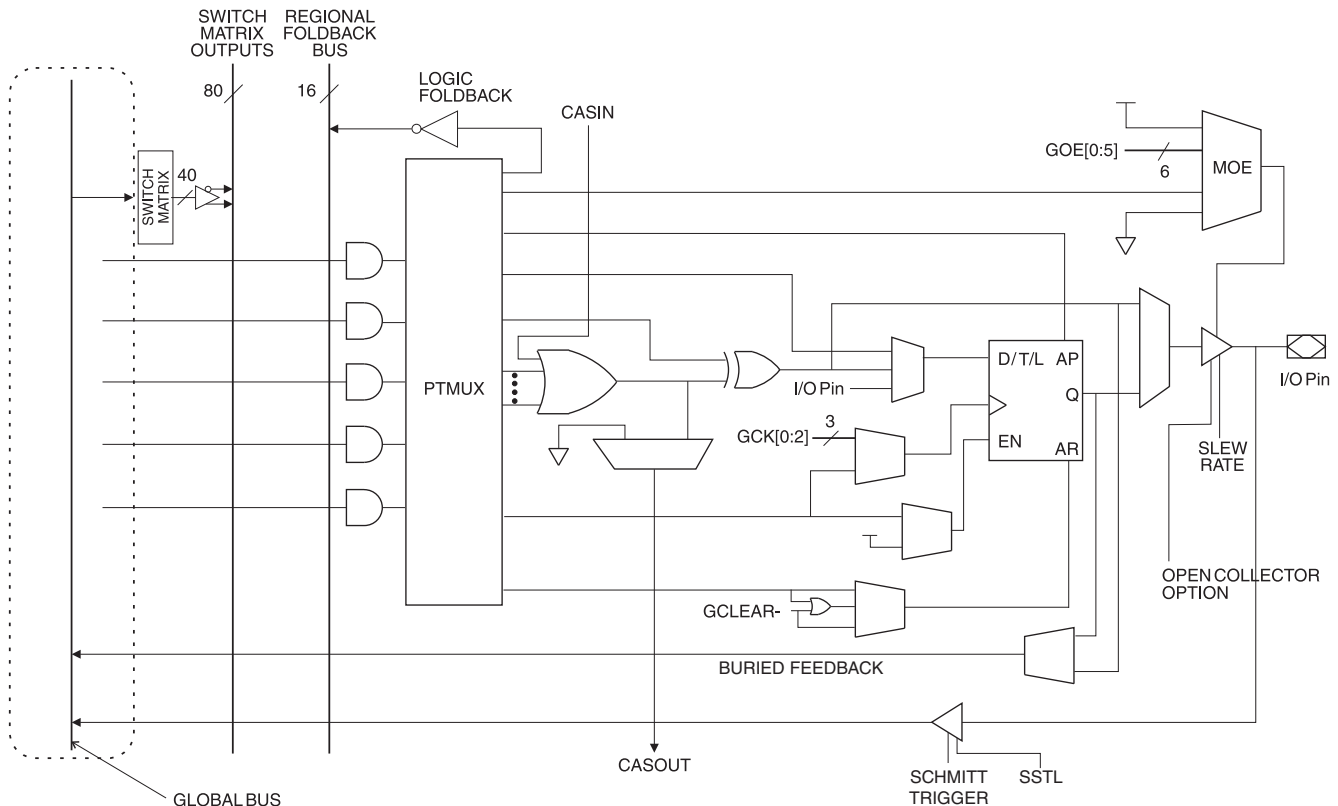 SWITCH
MATRIX
OUTPUTS
REGIONAL
FOLDBACK
BUS
80
16
LOGIC
FOLDBACK
CASIN
GOE[0:5]
6
MOE
SWITCH
MATRIX
40
PTMUX
D/T/L
AP
Q
EN
AR
I/O Pin
I/O Pin
GCK[0:2]
3
SLEW
RATE
OPEN COLLECTOR
OPTION
GCLEAR-
BURIED FEEDBACK
CASOUT
SCHMITT
TRIGGER
SSTL
GLOBAL BUS